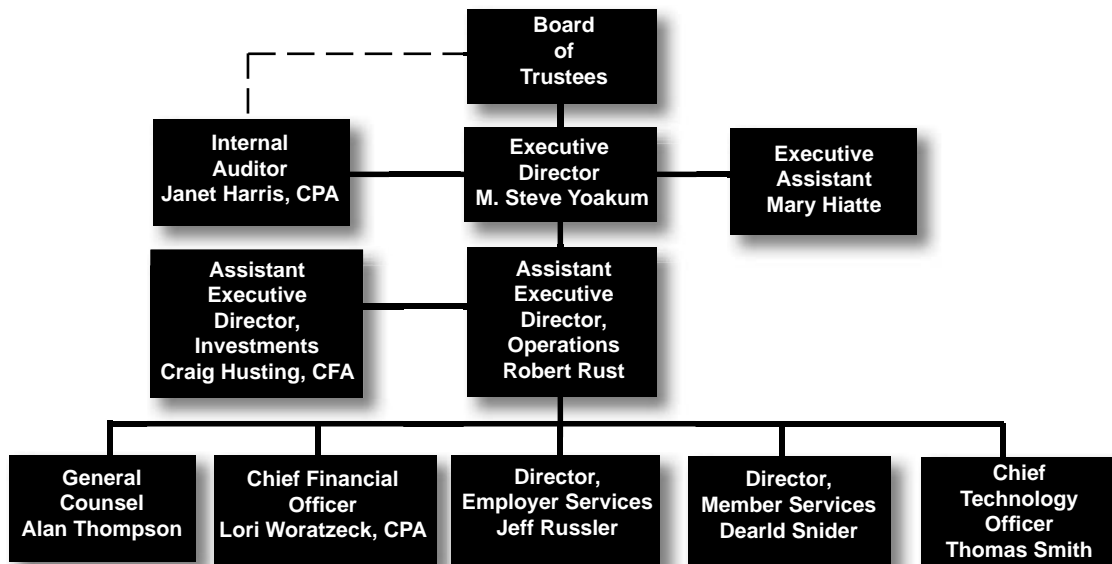 Board
of
Trustees
Internal
Auditor
Janet Harris, CPA
Executive
Director
M. Steve Yoakum
Executive
Assistant
Mary Hiatte
Assistant
Executive
Director,
Investments
Craig Husting, CFA
Assistant
Executive
Director,
Operations
Robert Rust
General
Counsel
Alan Thompson
Chief Financial
Officer
Lori Woratzeck, CPA
Director,
Employer Services
Jeff Russler
Director,
Member Services
Dearld Snider
Chief
Technology
Officer
Thomas Smith